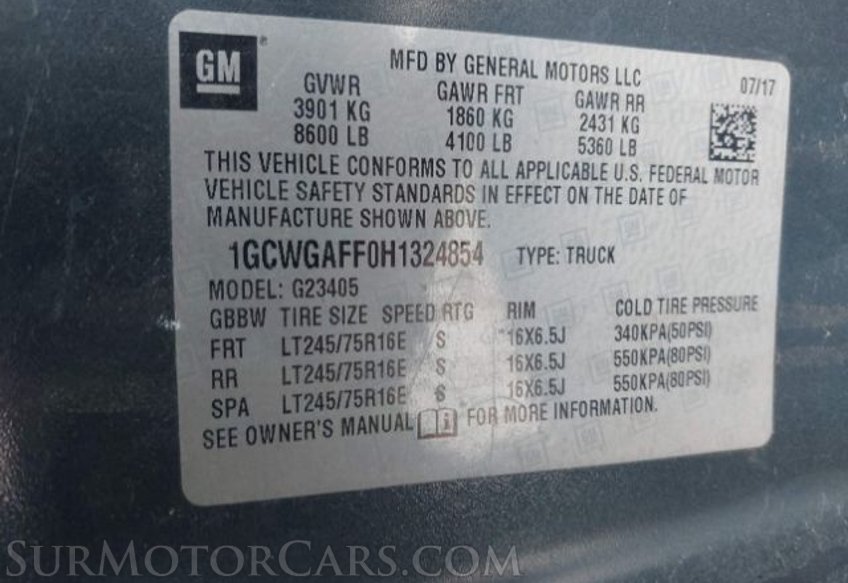 GM
MFD BY GENERAL MOTORS LLC
07/17
GVWR GAWR FRT GAWR RR
3901 KG 1860 KG 2431 KG
8600 LB 4100 LB 5360 LB
THIS VEHICLE CONFORMS TO ALL APPLICABLE U.S. FEDERAL MOTOR
VEHICLE SAFETY STANDARDS IN EFFECT ON THE DATE OF
MANUFACTURE SHOWN ABOVE.
1GCWGAFF0H1324854 TYPE: TRUCK
MODEL: G23405
GBBW TIRE SIZE SPEED RTG RIM COLD TIRE PRESSURE
FRT LT245/75R16E S 16X6.5J 340KPA(50PSI)
RR LT245/75R16E S 16X6.5J 550KPA(80PSI)
SPA LT245/75R16E S 16X6.5J 550KPA(80PSI)
SEE OWNER'S MANUAL i FOR MORE INFORMATION.
SURMOTORCARS.COM